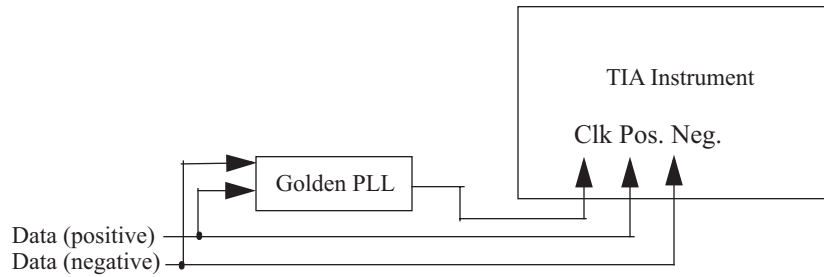 TIA Instrument
Clk Pos. Neg.
Golden PLL
Data (positive)
Data (negative)